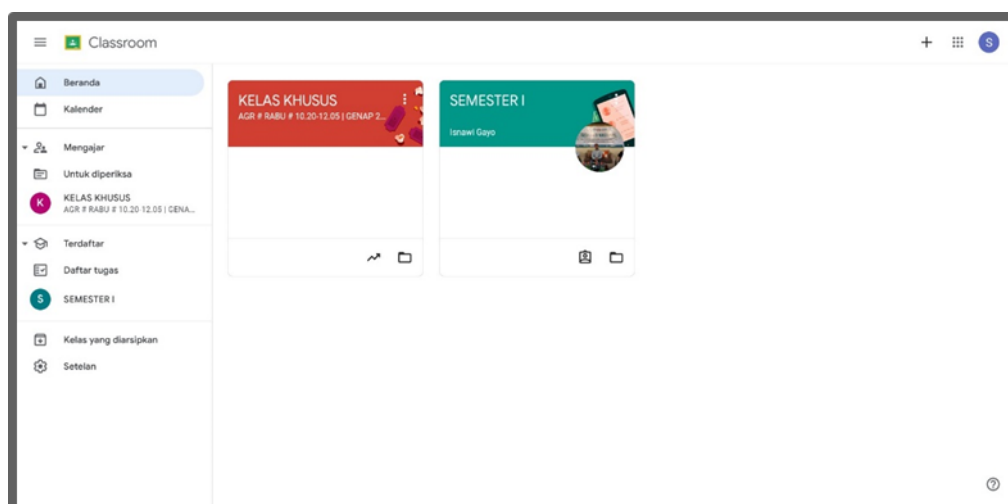 Classroom
S
Beranda
Kalender
Mengajar
Untuk diperiksa
K
KELAS KHUSUS
AGR # RABU # 10.20-12.05 | GENA...
Terdaftar
Daftar tugas
S
SEMESTER I
Kelas yang diarsipkan
Setelan
KELAS KHUSUS
AGR # RABU # 10.20-12.05 | GENAP 2...
SEMESTER I
Isnawi Gayo